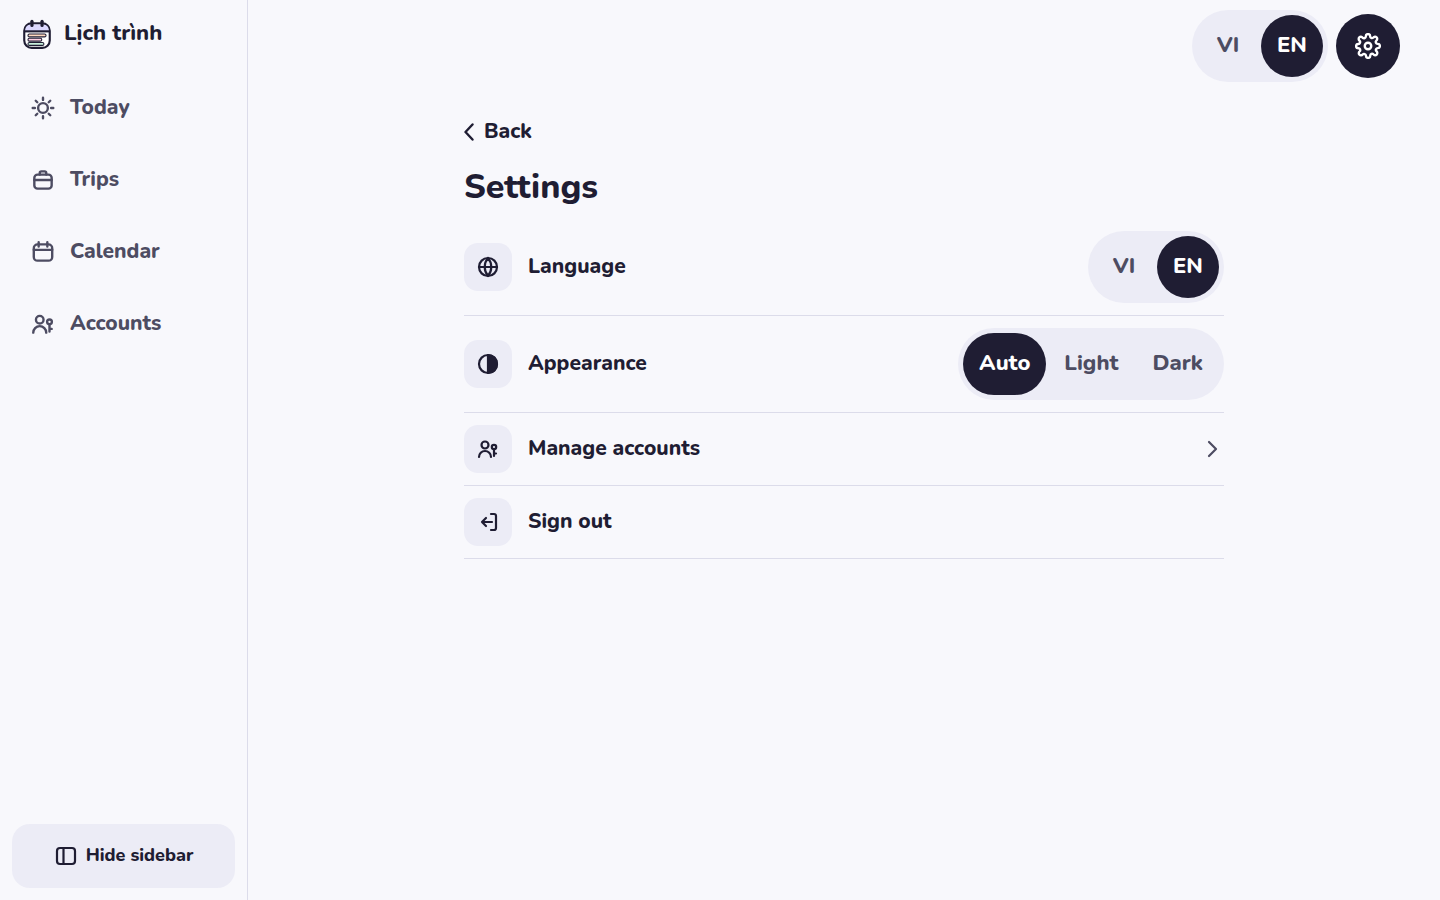 Lịch trình
Today
Trips
Calendar
Accounts
Hide sidebar
VI EN
Back
Settings
Language VI EN
Appearance Auto Light Dark
Manage accounts
Sign out